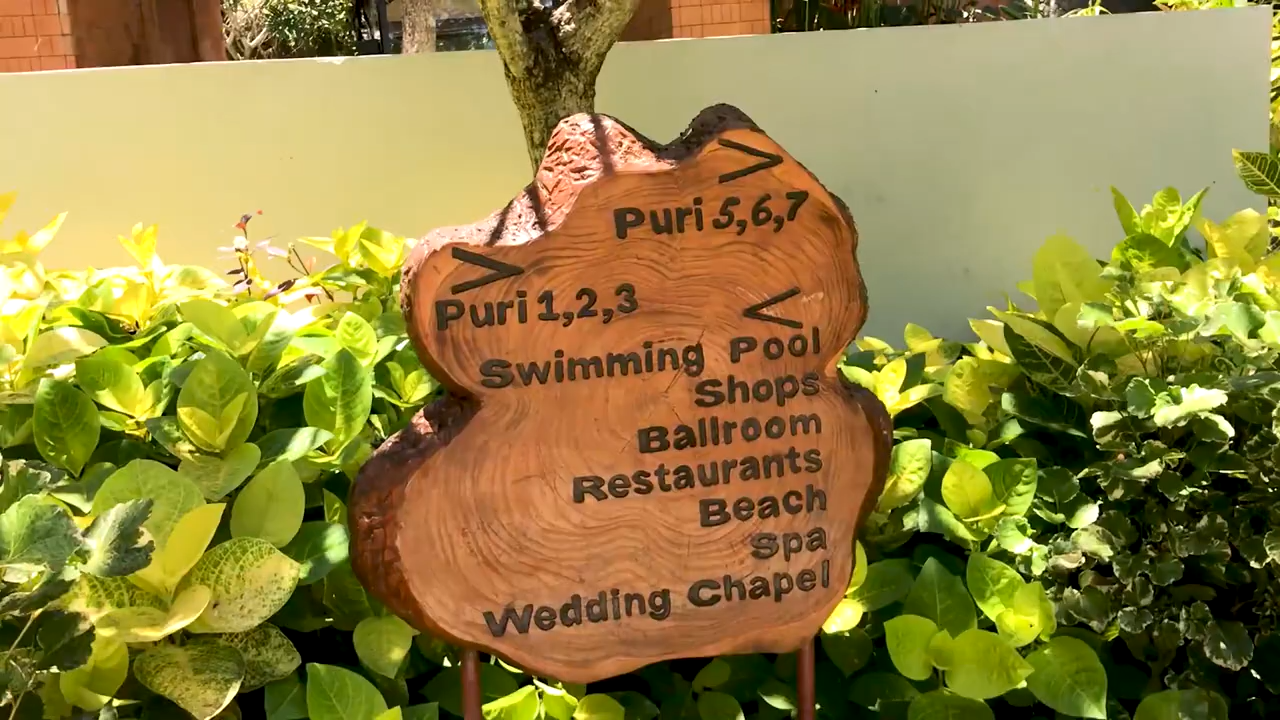 >
Puri 5,6,7
>
Puri 1,2,3
<
Swimming Pool
Shops
Ballroom
Restaurants
Beach
Spa
Wedding Chapel